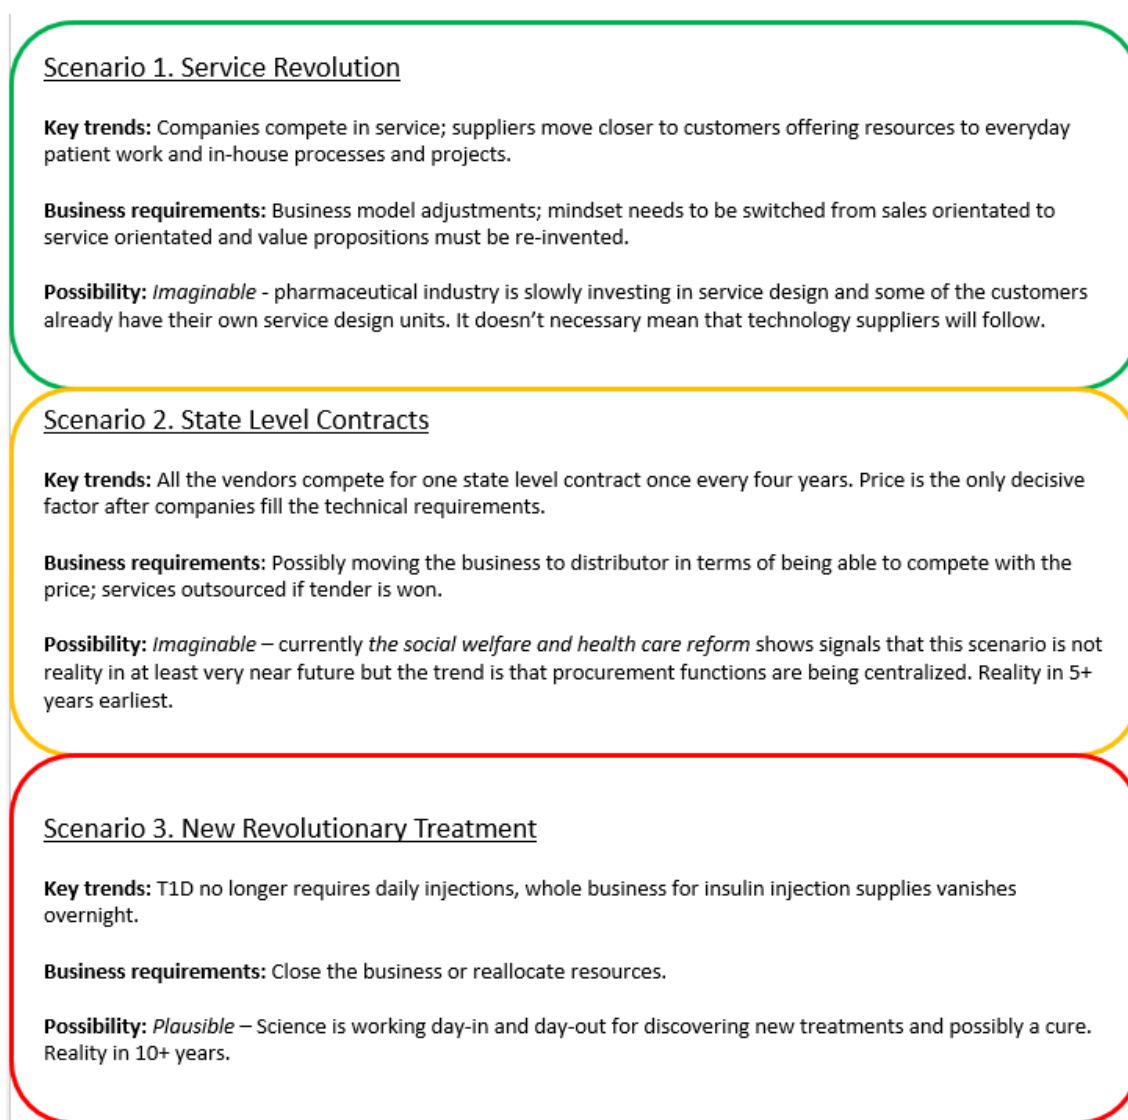 Scenario 1. Service Revolution
Key trends: Companies compete in service; suppliers move closer to customers offering resources to everyday
patient work and in-house processes and projects.
Business requirements: Business model adjustments; mindset needs to be switched from sales orientated to
service orientated and value propositions must be re-invented.
Possibility: Imaginable - pharmaceutical industry is slowly investing in service design and some of the customers
already have their own service design units. It doesn’t necessary mean that technology suppliers will follow.
Scenario 2. State Level Contracts
Key trends: All the vendors compete for one state level contract once every four years. Price is the only decisive
factor after companies fill the technical requirements.
Business requirements: Possibly moving the business to distributor in terms of being able to compete with the
price; services outsourced if tender is won.
Possibility: Imaginable – currently the social welfare and health care reform shows signals that this scenario is not
reality in at least very near future but the trend is that procurement functions are being centralized. Reality in 5+
years earliest.
Scenario 3. New Revolutionary Treatment
Key trends: T1D no longer requires daily injections, whole business for insulin injection supplies vanishes
overnight.
Business requirements: Close the business or reallocate resources.
Possibility: Plausible – Science is working day-in and day-out for discovering new treatments and possibly a cure.
Reality in 10+ years.